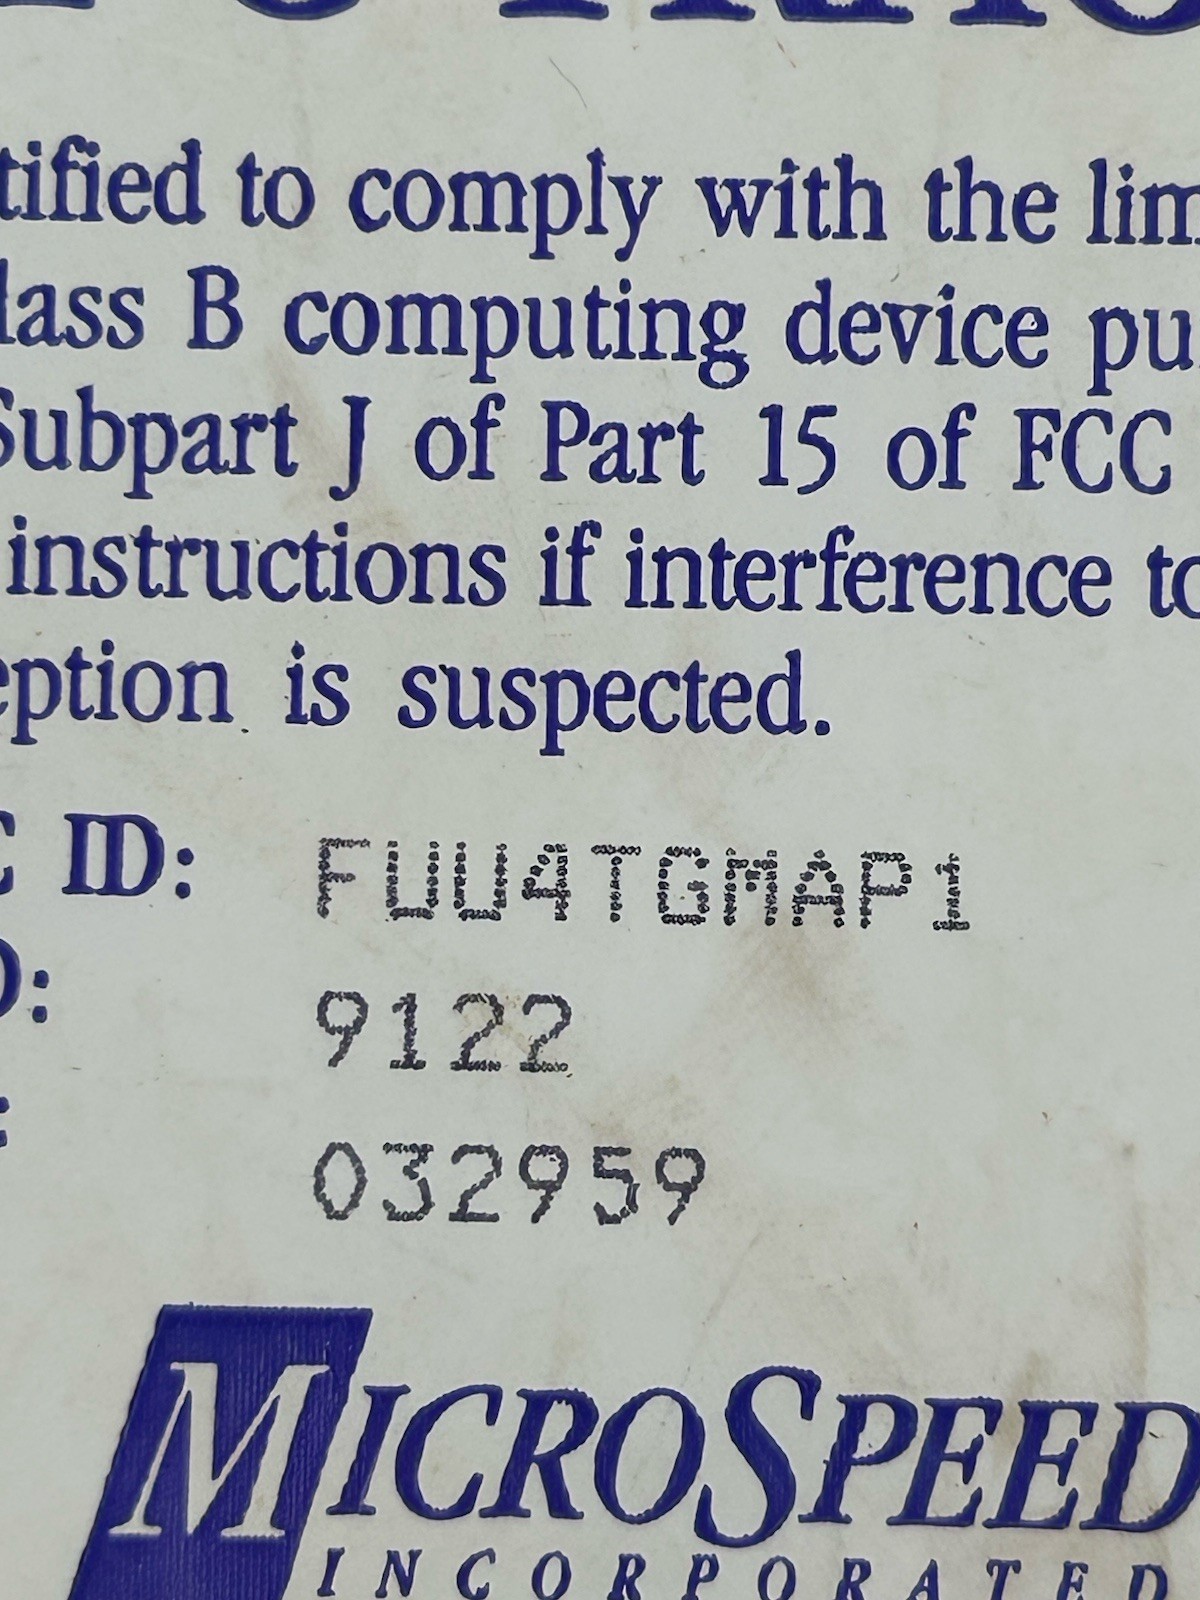 tified to comply with the lim
lass B computing device pu
Subpart J of Part 15 of FCC
instructions if interference to
eption is suspected.
C ID: FUU4TGMAP1
D: 9122
: 032959
MICROSPEED
INCORPORATED